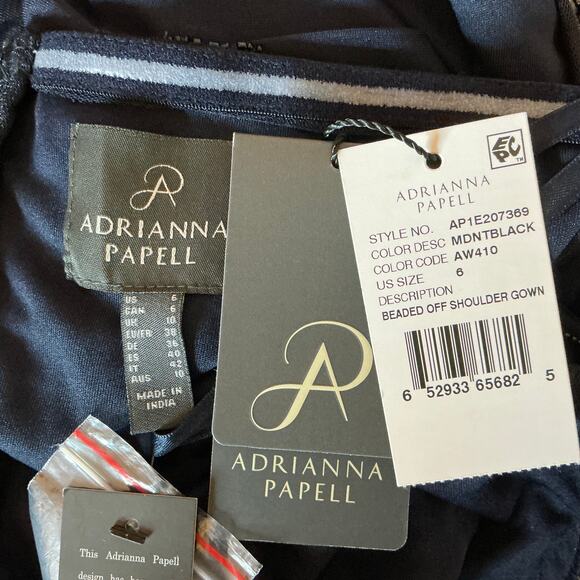 ADRIANNA
PAPELL
US 6
CAN 6
UK 10
EU/FR 38
DE 36
ES 40
IT 42
AUS 10
MADE IN
INDIA
ADRIANNA
PAPELL
EPC™
ADRIANNA
PAPELL
STYLE NO. AP1E207369
COLOR DESC MDNTBLACK
COLOR CODE AW410
US SIZE 6
DESCRIPTION
BEADED OFF SHOULDER GOWN
6 52933 65682 5
This Adrianna Papell
design has